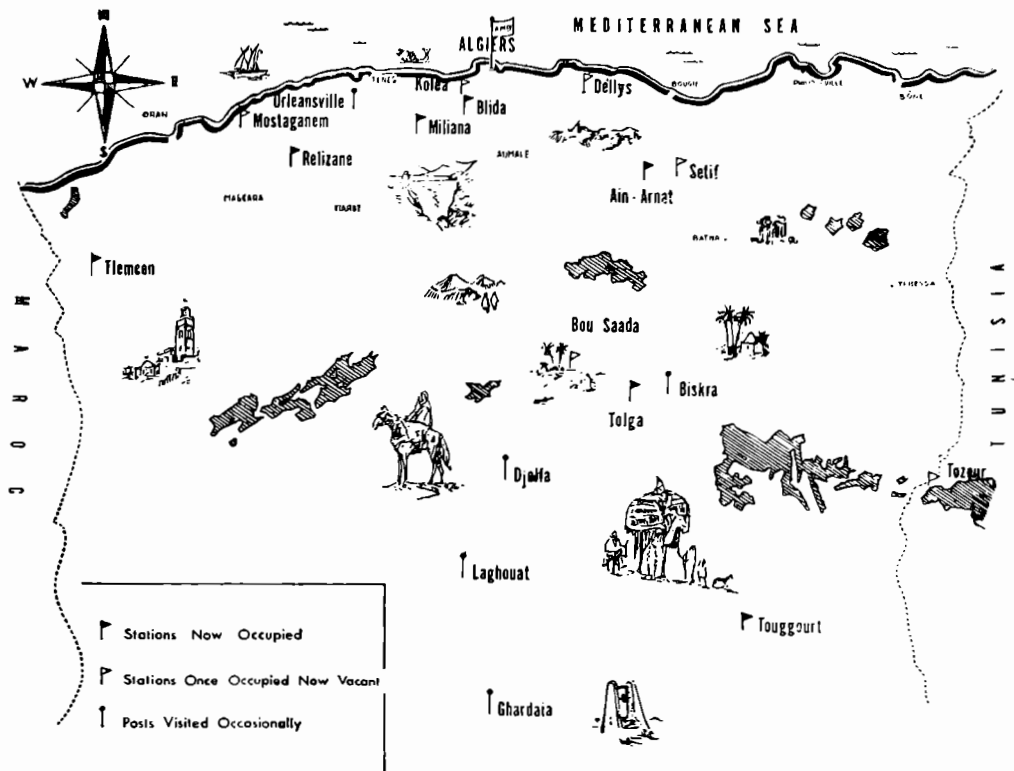 N
MEDITERRANEAN SEA
ALGIERS
W
E
S
ORAN
Mostaganem
Orleansville
TENES
Kolea
Blida
Miliana
Dellys
BOUGIE
BÔNE
Relizane
AUMALE
Setif
Ain-Arnat
MASCARA
TIARET
BATNA
TEBESSA
Tlemcen
MAROC
TUNISIA
Bou Saada
Biskra
Tolga
Djelfa
Tozeur
Laghouat
Touggourt
Ghardaia
Stations Now Occupied
Stations Once Occupied Now Vacant
Posts Visited Occasionally